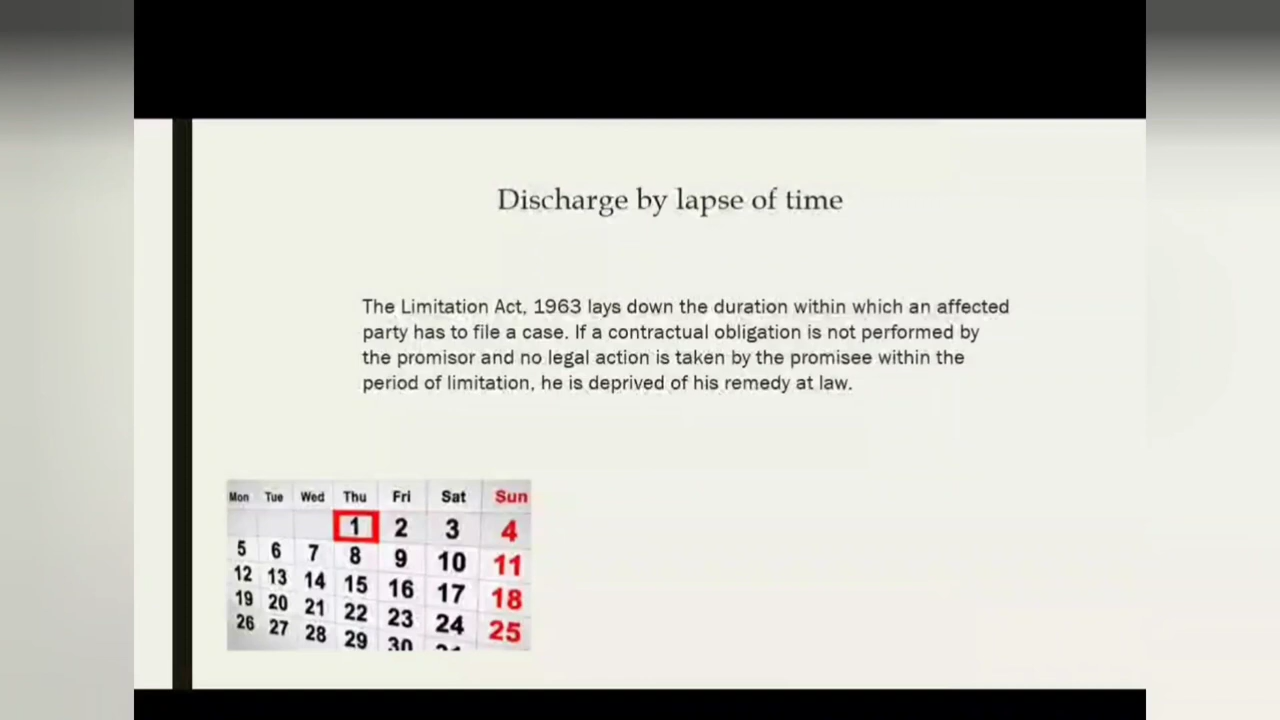 Discharge by lapse of time
The Limitation Act, 1963 lays down the duration within which an affected
party has to file a case. If a contractual obligation is not performed by
the promisor and no legal action is taken by the promisee within the
period of limitation, he is deprived of his remedy at law.
Mon Tue Wed Thu Fri Sat Sun
1 2 3 4
5 6 7 8 9 10 11
12 13 14 15 16 17 18
19 20 21 22 23 24 25
26 27 28 29 30